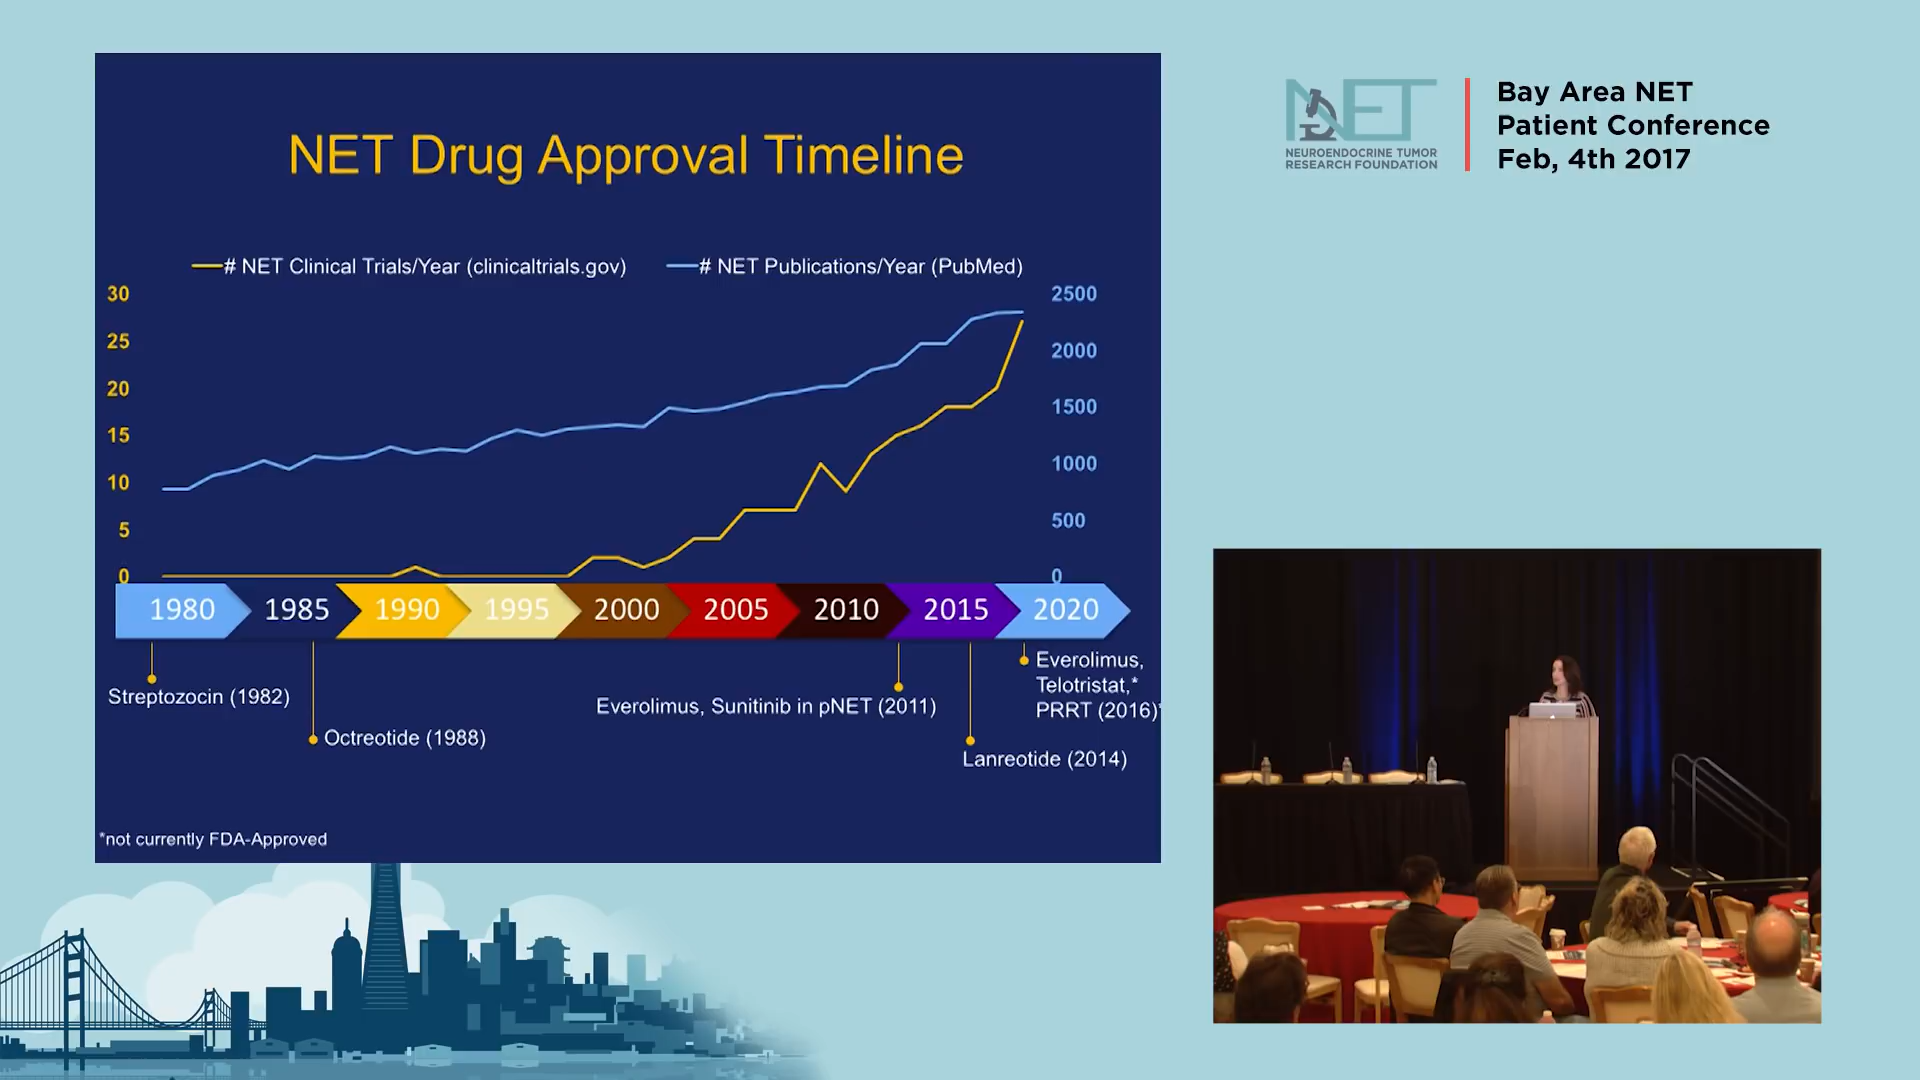 NET Drug Approval Timeline
# NET Clinical Trials/Year (clinicaltrials.gov)
# NET Publications/Year (PubMed)
30
25
20
15
10
5
0
2500
2000
1500
1000
500
0
1980
1985
1990
1995
2000
2005
2010
2015
2020
Streptozocin (1982)
Octreotide (1988)
Everolimus, Sunitinib in pNET (2011)
Lanreotide (2014)
Everolimus,
Telotristat,*
PRRT (2016)*
*not currently FDA-Approved
NET
NEUROENDOCRINE TUMOR
RESEARCH FOUNDATION
Bay Area NET
Patient Conference
Feb, 4th 2017